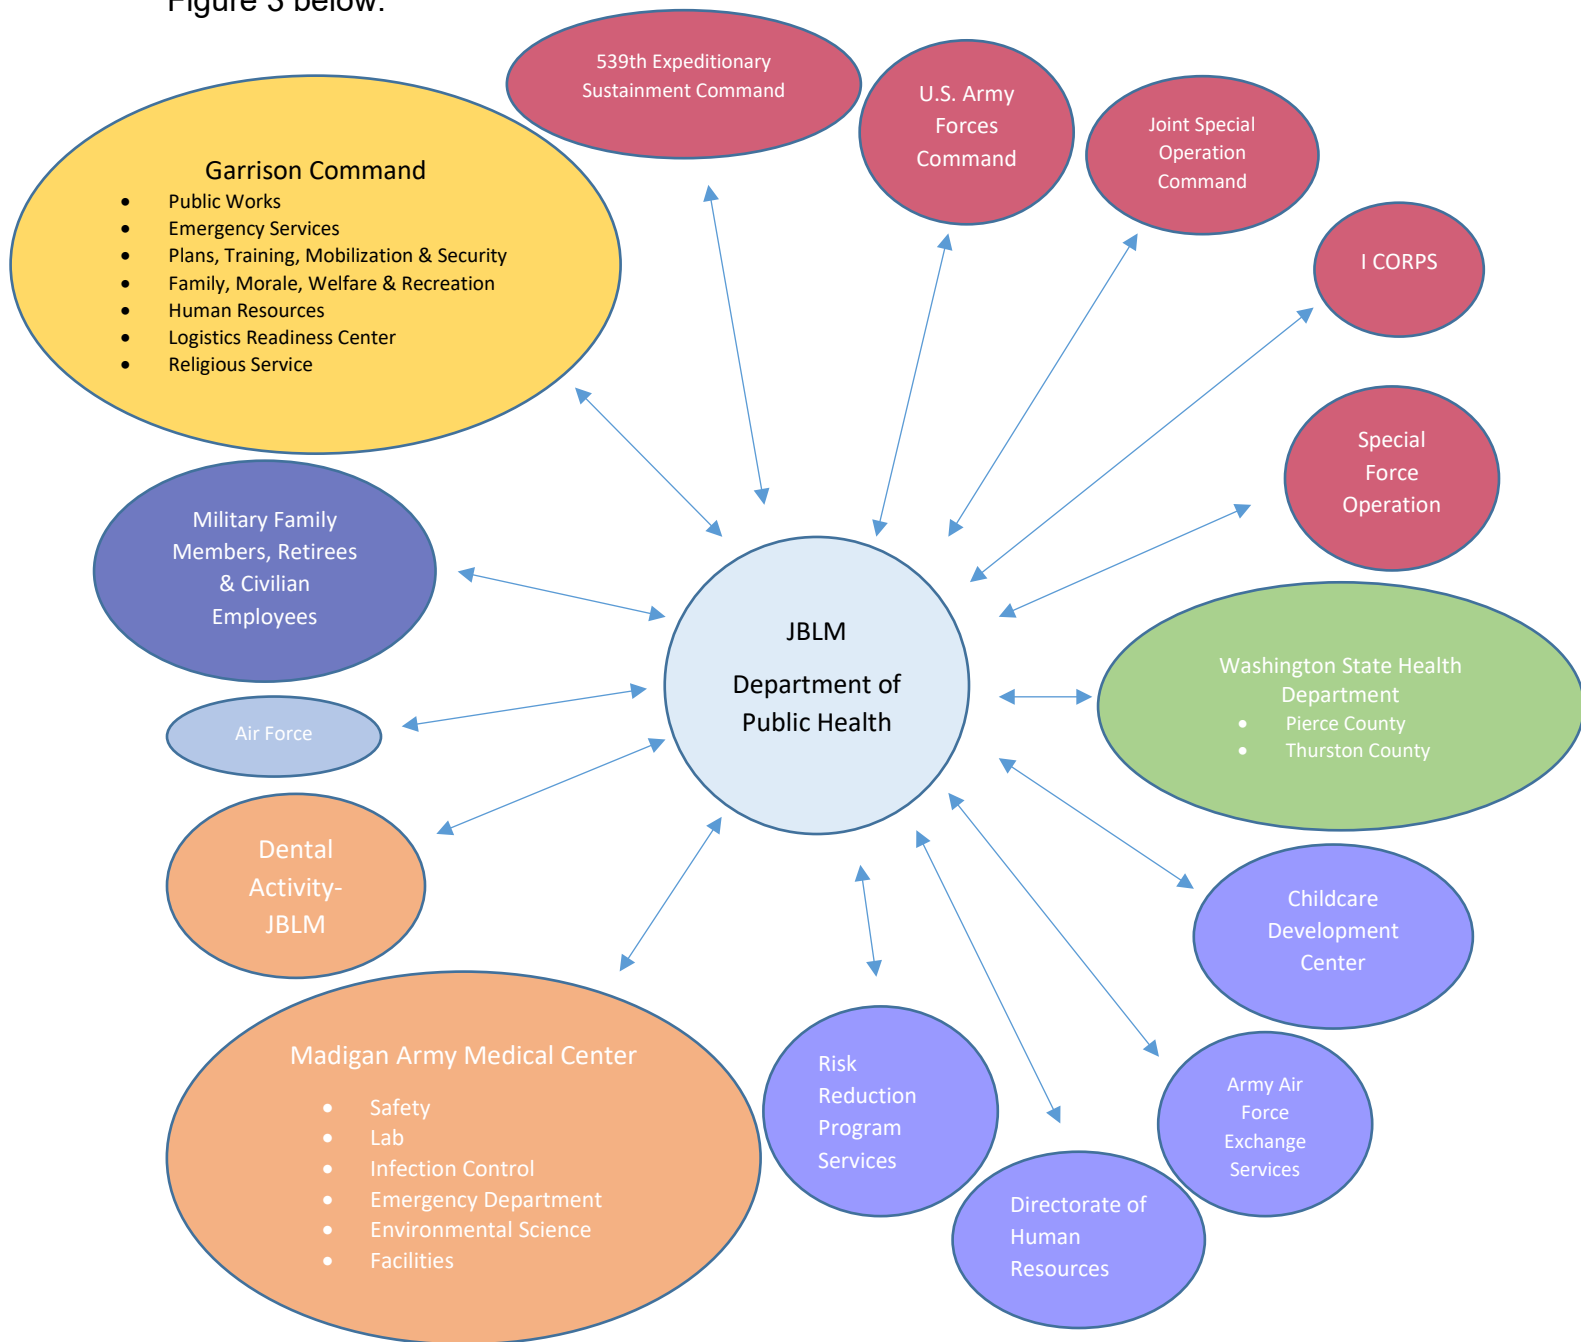 Figure 3 below.
539th Expeditionary
Sustainment Command
U.S. Army
Forces
Command
Joint Special
Operation
Command
I CORPS
Special
Force
Operation
Garrison Command
• Public Works
• Emergency Services
• Plans, Training, Mobilization & Security
• Family, Morale, Welfare & Recreation
• Human Resources
• Logistics Readiness Center
• Religious Service
Military Family
Members, Retirees
& Civilian
Employees
JBLM
Department of
Public Health
Washington State Health
Department
• Pierce County
• Thurston County
Air Force
Dental
Activity-
JBLM
Childcare
Development
Center
Madigan Army Medical Center
• Safety
• Lab
• Infection Control
• Emergency Department
• Environmental Science
• Facilities
Risk
Reduction
Program
Services
Directorate of
Human
Resources
Army Air
Force
Exchange
Services